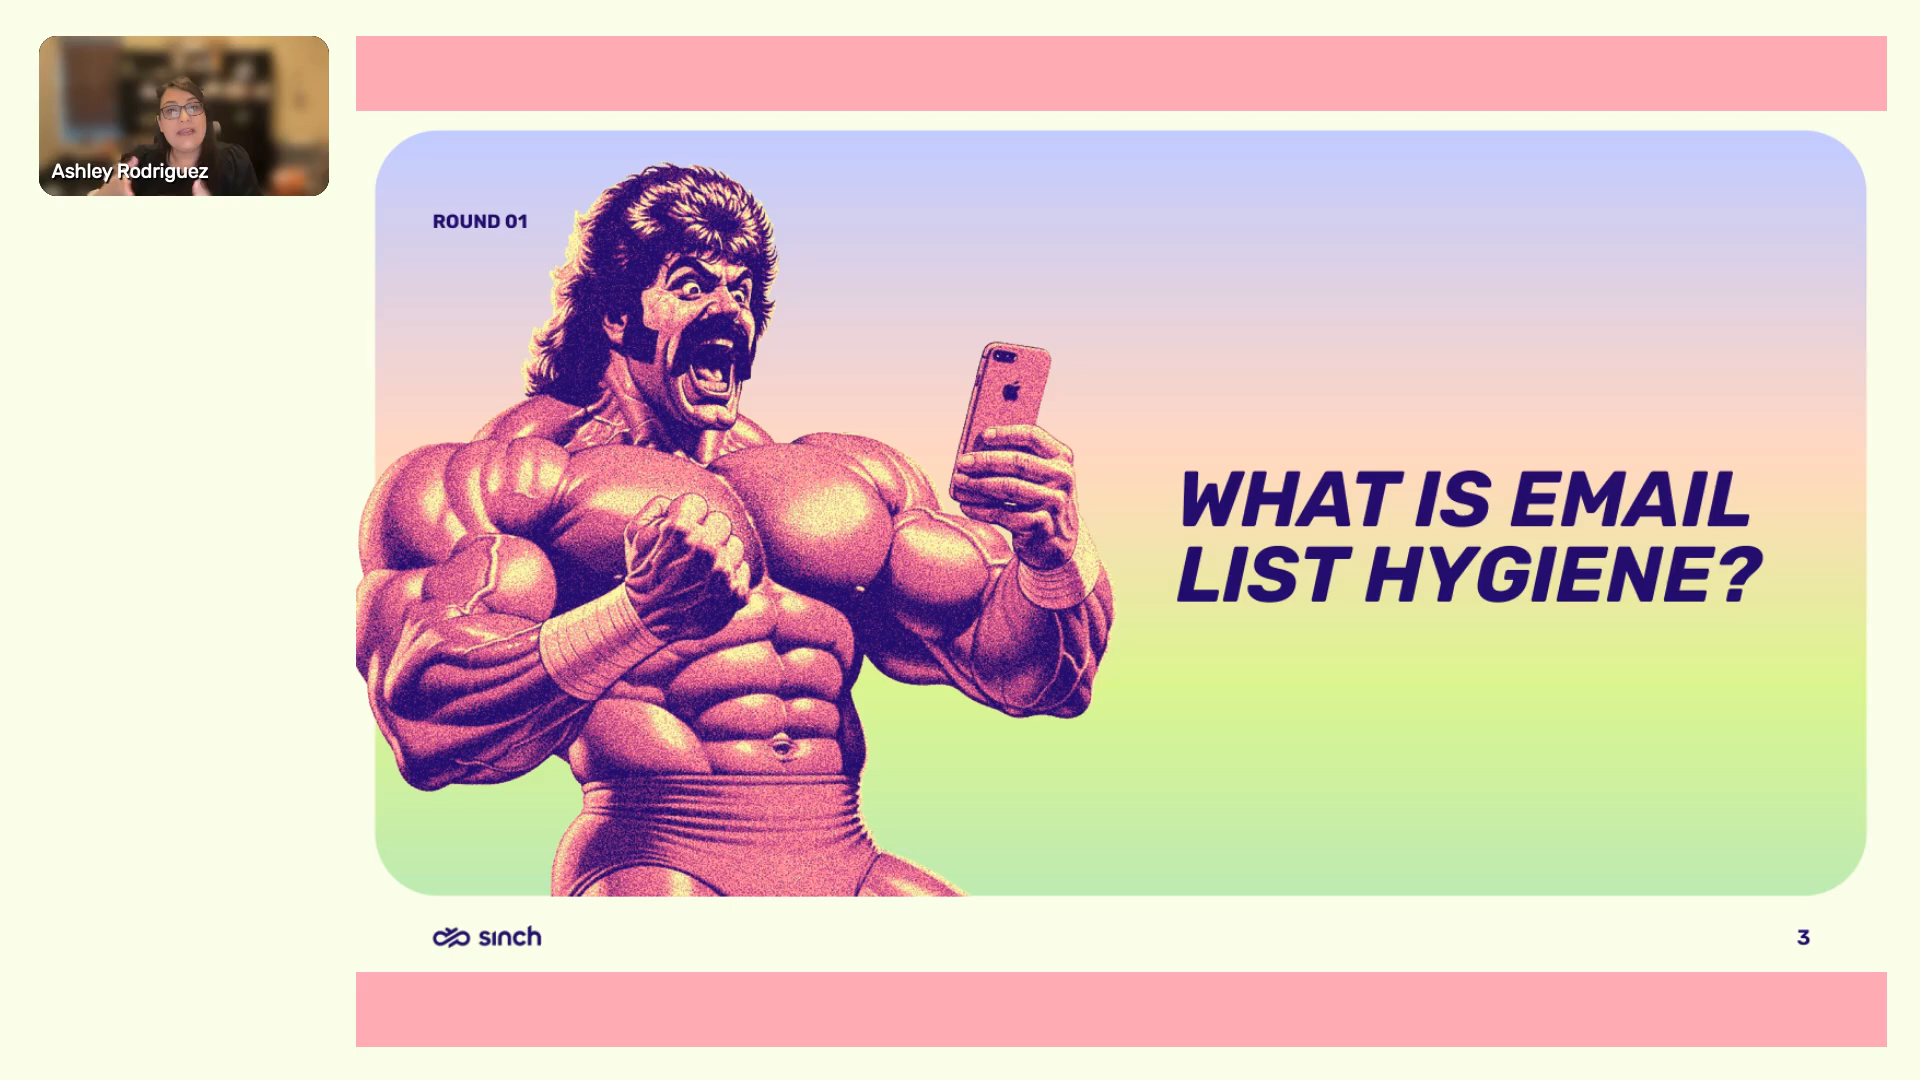 Ashley Rodriguez
ROUND 01
WHAT IS EMAIL
LIST HYGIENE?
sinch
3